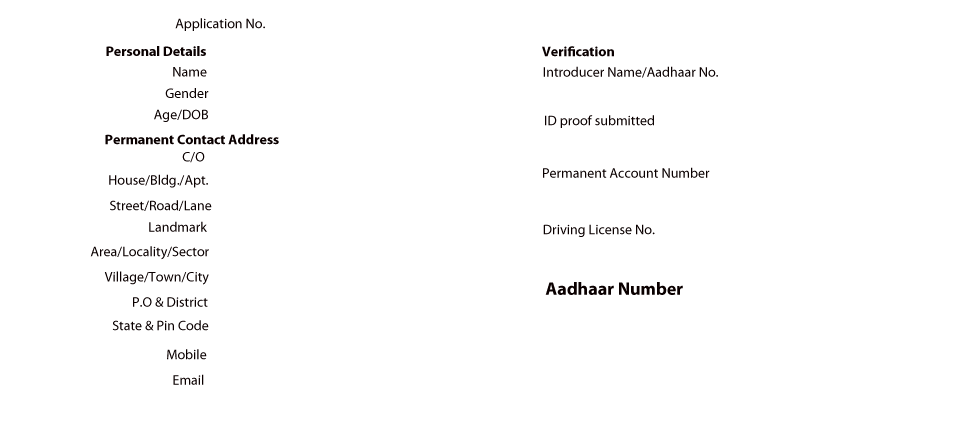 Application No.
Personal Details
Name
Gender
Age/DOB
Permanent Contact Address
C/O
House/Bldg./Apt.
Street/Road/Lane
Landmark
Area/Locality/Sector
Village/Town/City
P.O & District
State & Pin Code
Mobile
Email
Verification
Introducer Name/Aadhaar No.
ID proof submitted
Permanent Account Number
Driving License No.
Aadhaar Number